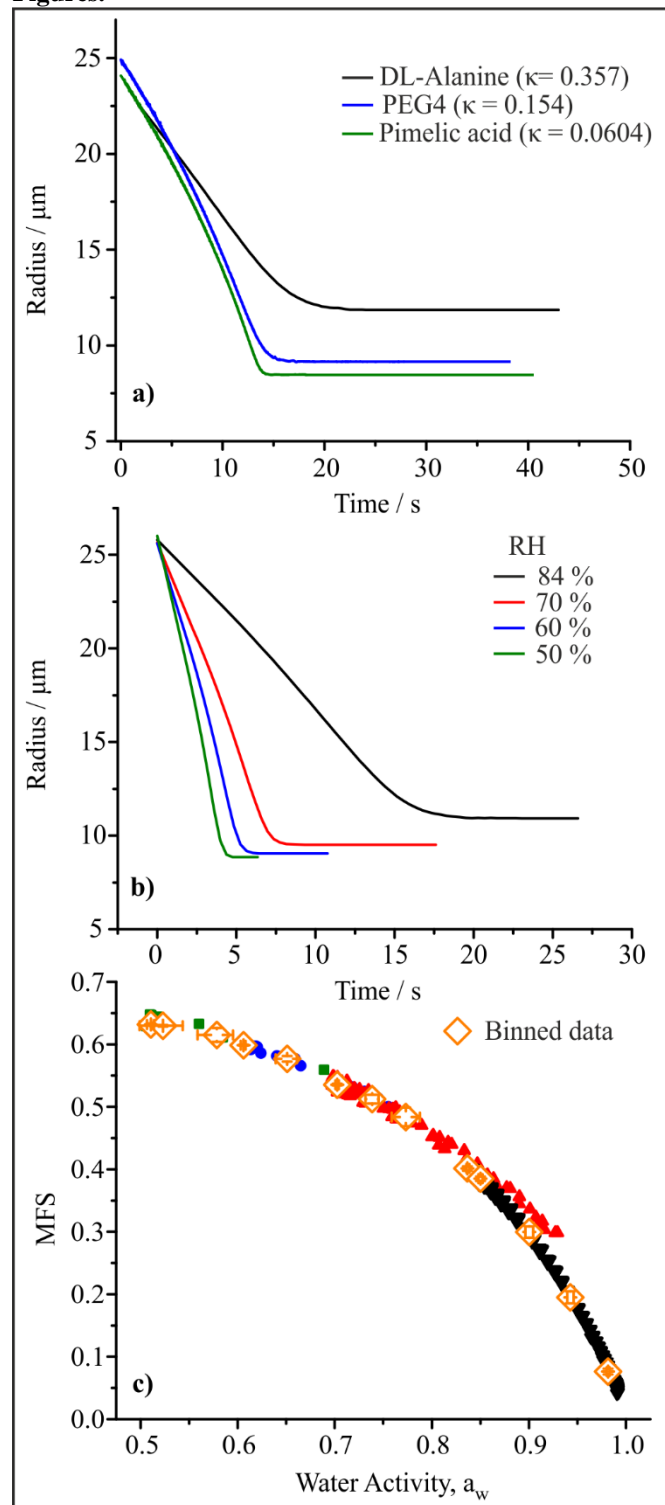 Figures.
25
20
15
10
5
Radius / μm
DL-Alanine (κ= 0.357)
PEG4 (κ = 0.154)
Pimelic acid (κ = 0.0604)
a)
0 10 20 30 40 50
Time / s
25
20
15
10
5
Radius / μm
RH
84 %
70 %
60 %
50 %
b)
0 5 10 15 20 25 30
Time / s
0.7
0.6
0.5
0.4
0.3
0.2
0.1
0.0
MFS
Binned data
c)
0.5 0.6 0.7 0.8 0.9 1.0
Water Activity, aw